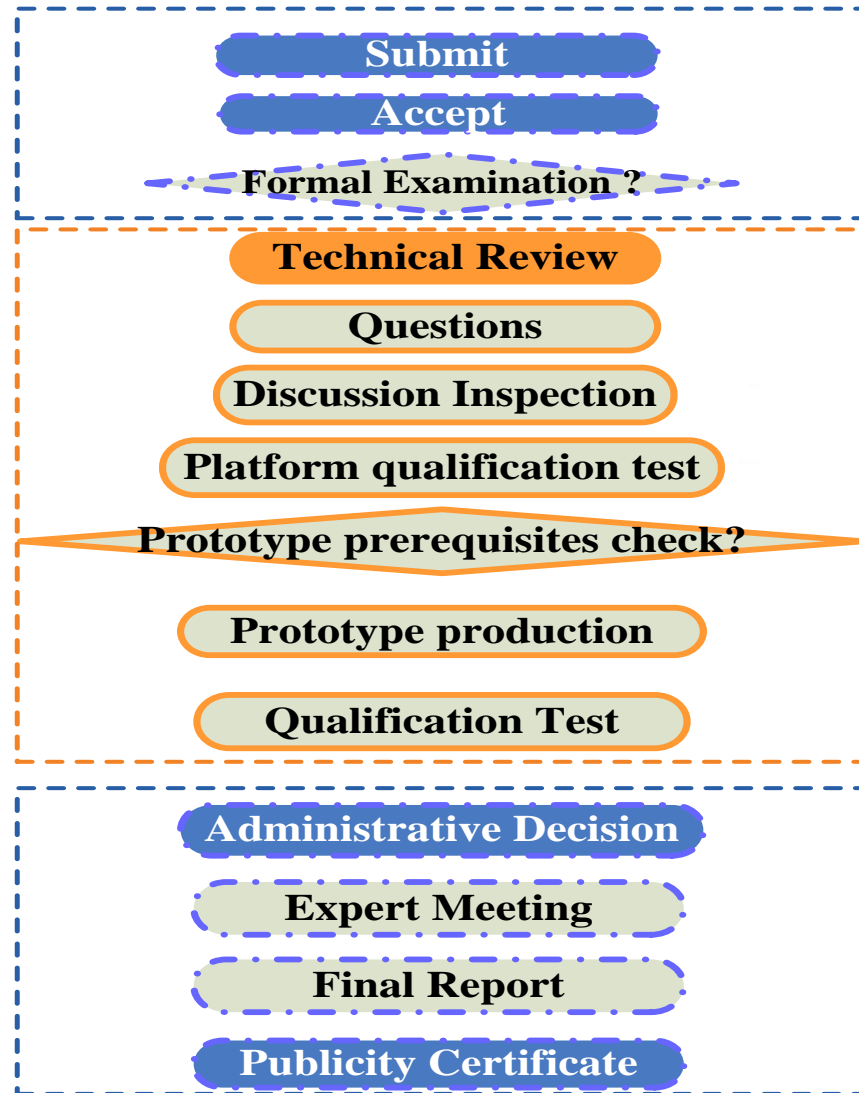 Submit
Accept
Formal Examination ?
Technical Review
Questions
Discussion Inspection
Platform qualification test
Prototype prerequisites check?
Prototype production
Qualification Test
Administrative Decision
Expert Meeting
Final Report
Publicity Certificate